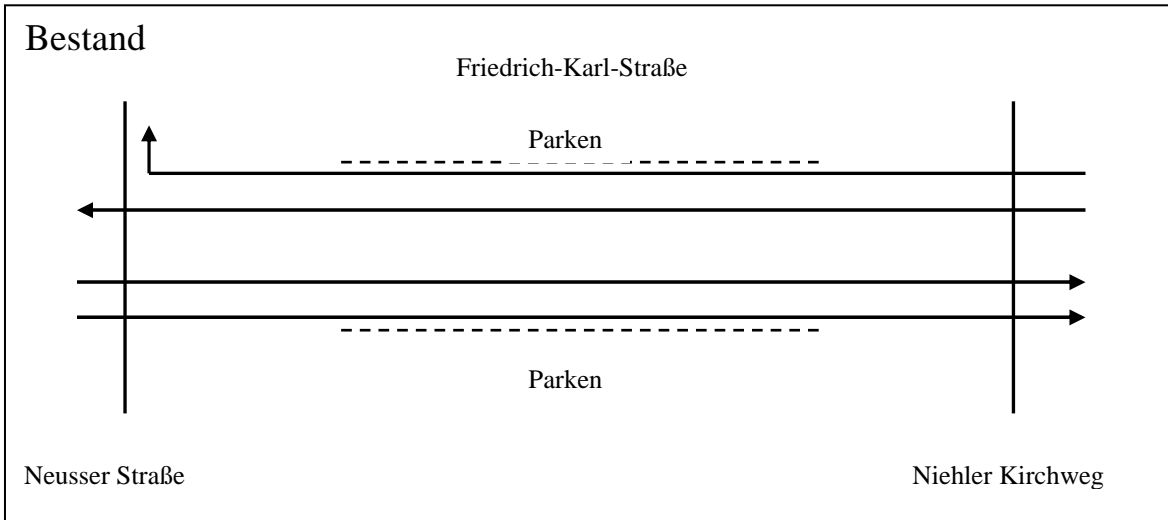 Bestand
Friedrich-Karl-Straße
Parken
Parken
Neusser Straße
Niehler Kirchweg